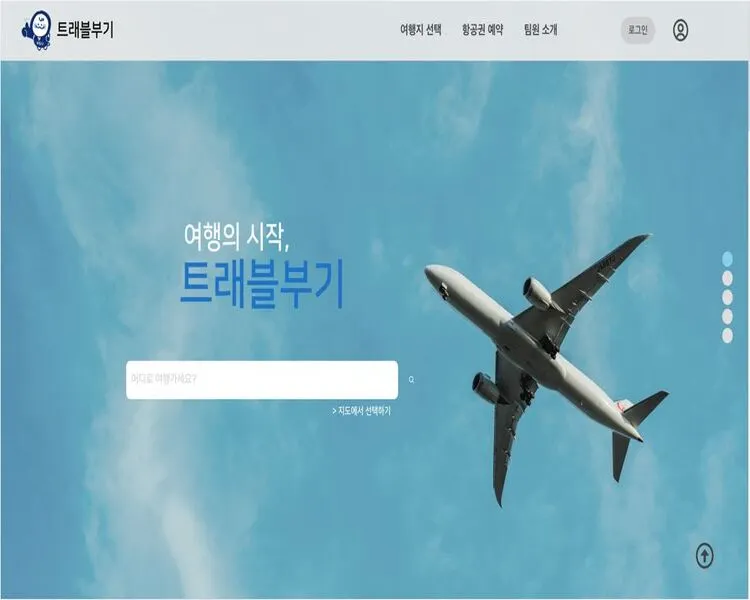 트래블부기
여행지 선택
항공권 예약
팀원 소개
로그인
여행의 시작,
트래블부기
어디로 여행가세요?
> 지도에서 선택하기